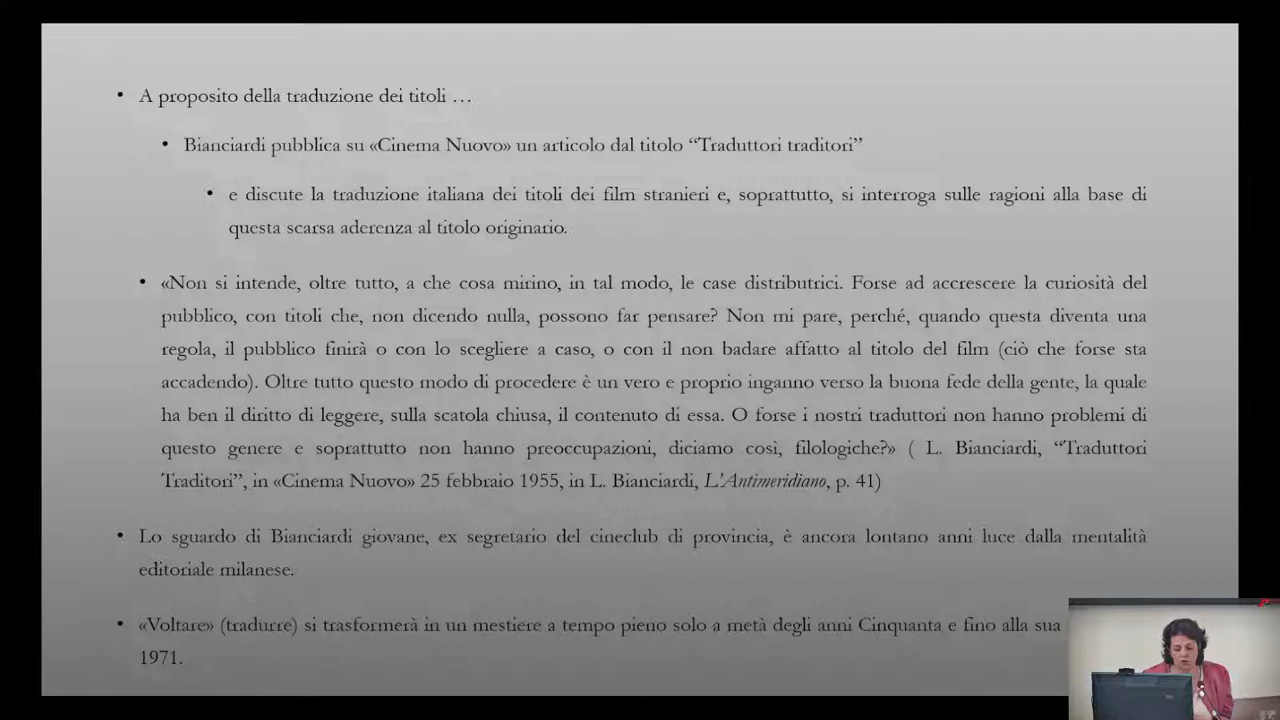 • A proposito della traduzione dei titoli …
• Bianciardi pubblica su «Cinema Nuovo» un articolo dal titolo “Traduttori traditori”
• e discute la traduzione italiana dei titoli dei film stranieri e, soprattutto, si interroga sulle ragioni alla base di
questa scarsa aderenza al titolo originario.
• «Non si intende, oltre tutto, a che cosa mirino, in tal modo, le case distributrici. Forse ad accrescere la curiosità del
pubblico, con titoli che, non dicendo nulla, possono far pensare? Non mi pare, perché, quando questa diventa una
regola, il pubblico finirà o con lo scegliere a caso, o con il non badare affatto al titolo del film (ciò che forse sta
accadendo). Oltre tutto questo modo di procedere è un vero e proprio inganno verso la buona fede della gente, la quale
ha ben il diritto di leggere, sulla scatola chiusa, il contenuto di essa. O forse i nostri traduttori non hanno problemi di
questo genere e soprattutto non hanno preoccupazioni, diciamo così, filologiche?» ( L. Bianciardi, “Traduttori
Traditori”, in «Cinema Nuovo» 25 febbraio 1955, in L. Bianciardi, L’Antimeridiano, p. 41)
• Lo sguardo di Bianciardi giovane, ex segretario del cineclub di provincia, è ancora lontano anni luce dalla mentalità
editoriale milanese.
• «Voltare» (tradurre) si trasformerà in un mestiere a tempo pieno solo a metà degli anni Cinquanta e fino alla sua
1971.